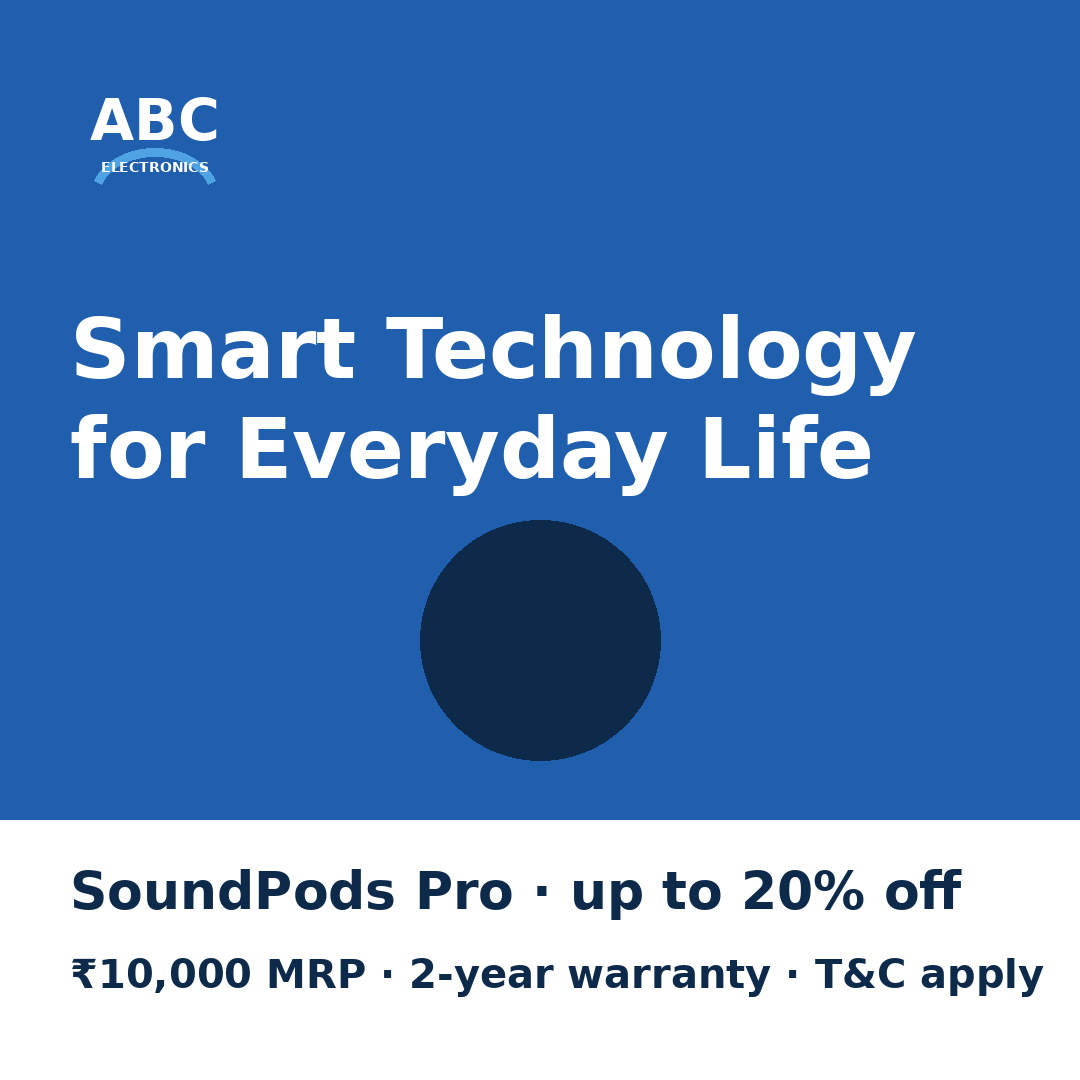 ABC
ELECTRONICS
Smart Technology
for Everyday Life
SoundPods Pro · up to 20% off
₹10,000 MRP · 2-year warranty · T&C apply